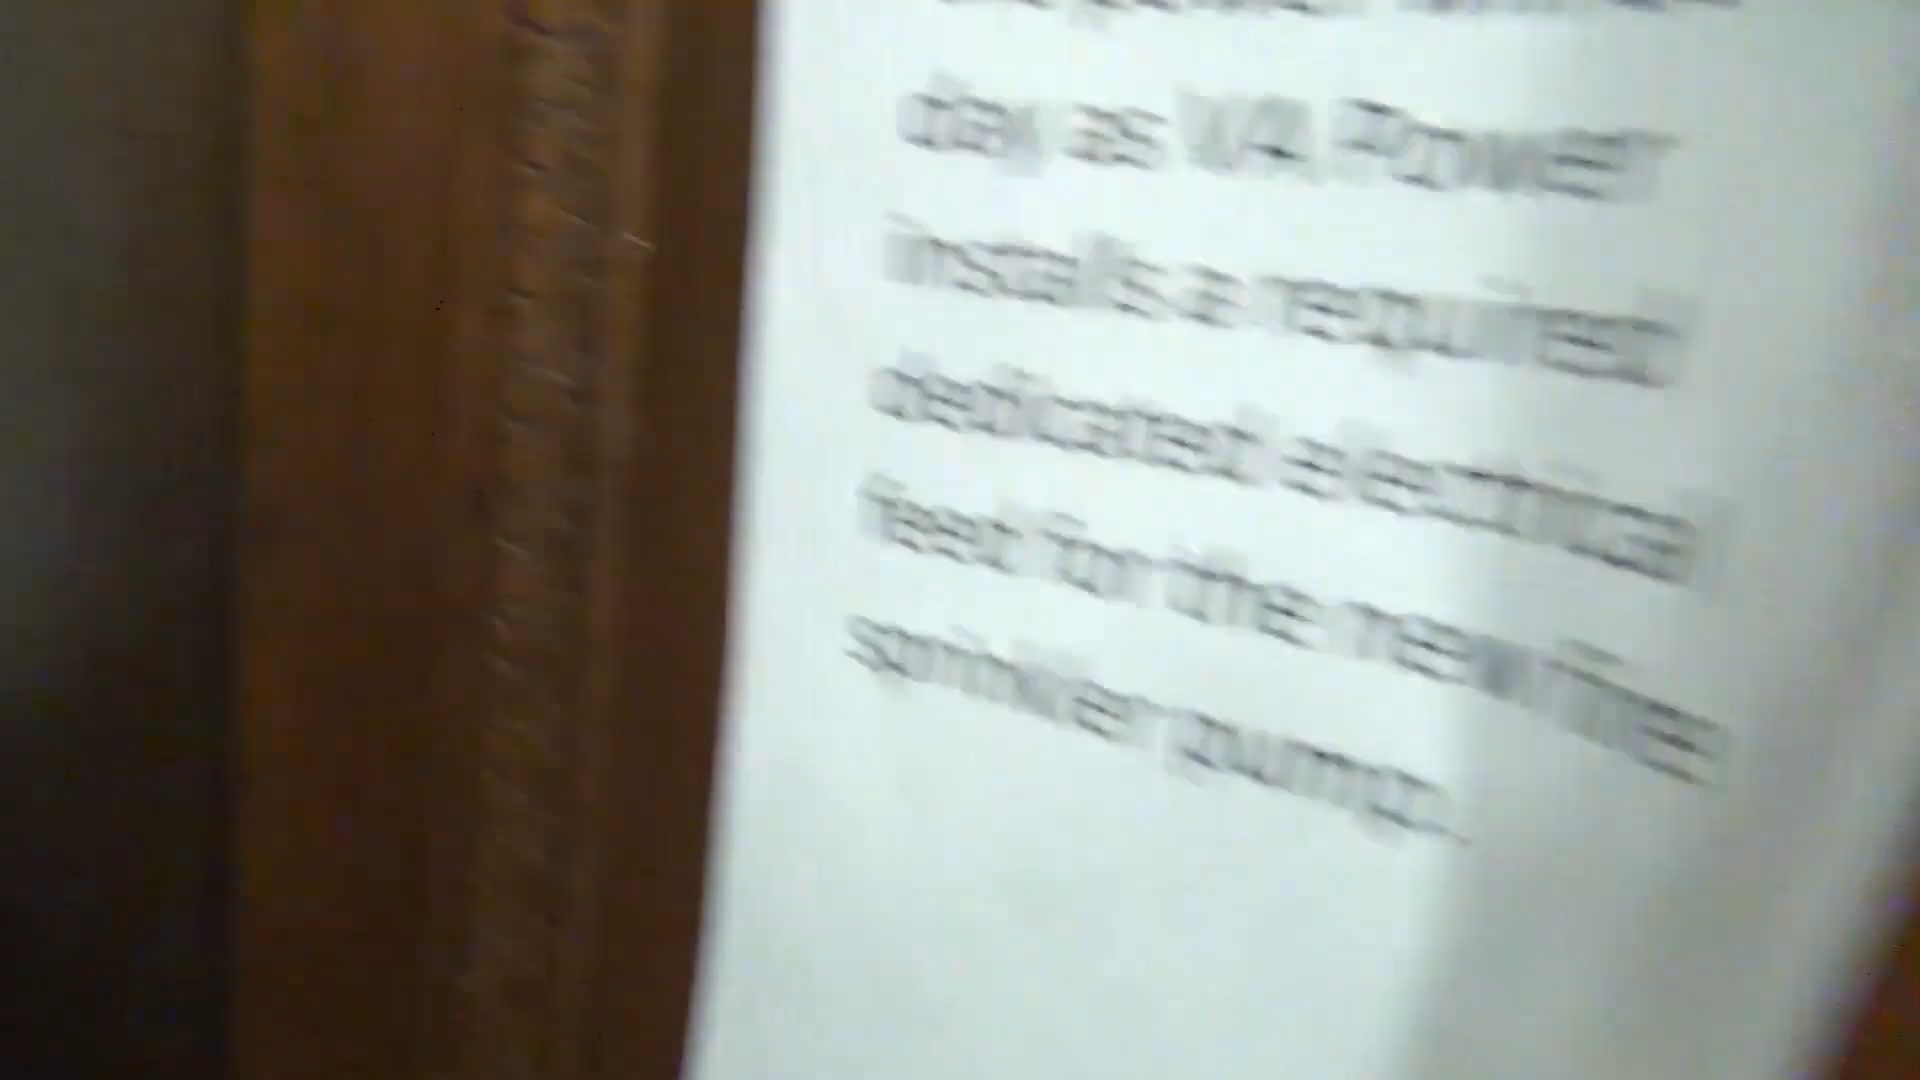 day as VA Power
installs a required
dedicated electrical
feed for the new fire
sprinkler pump.